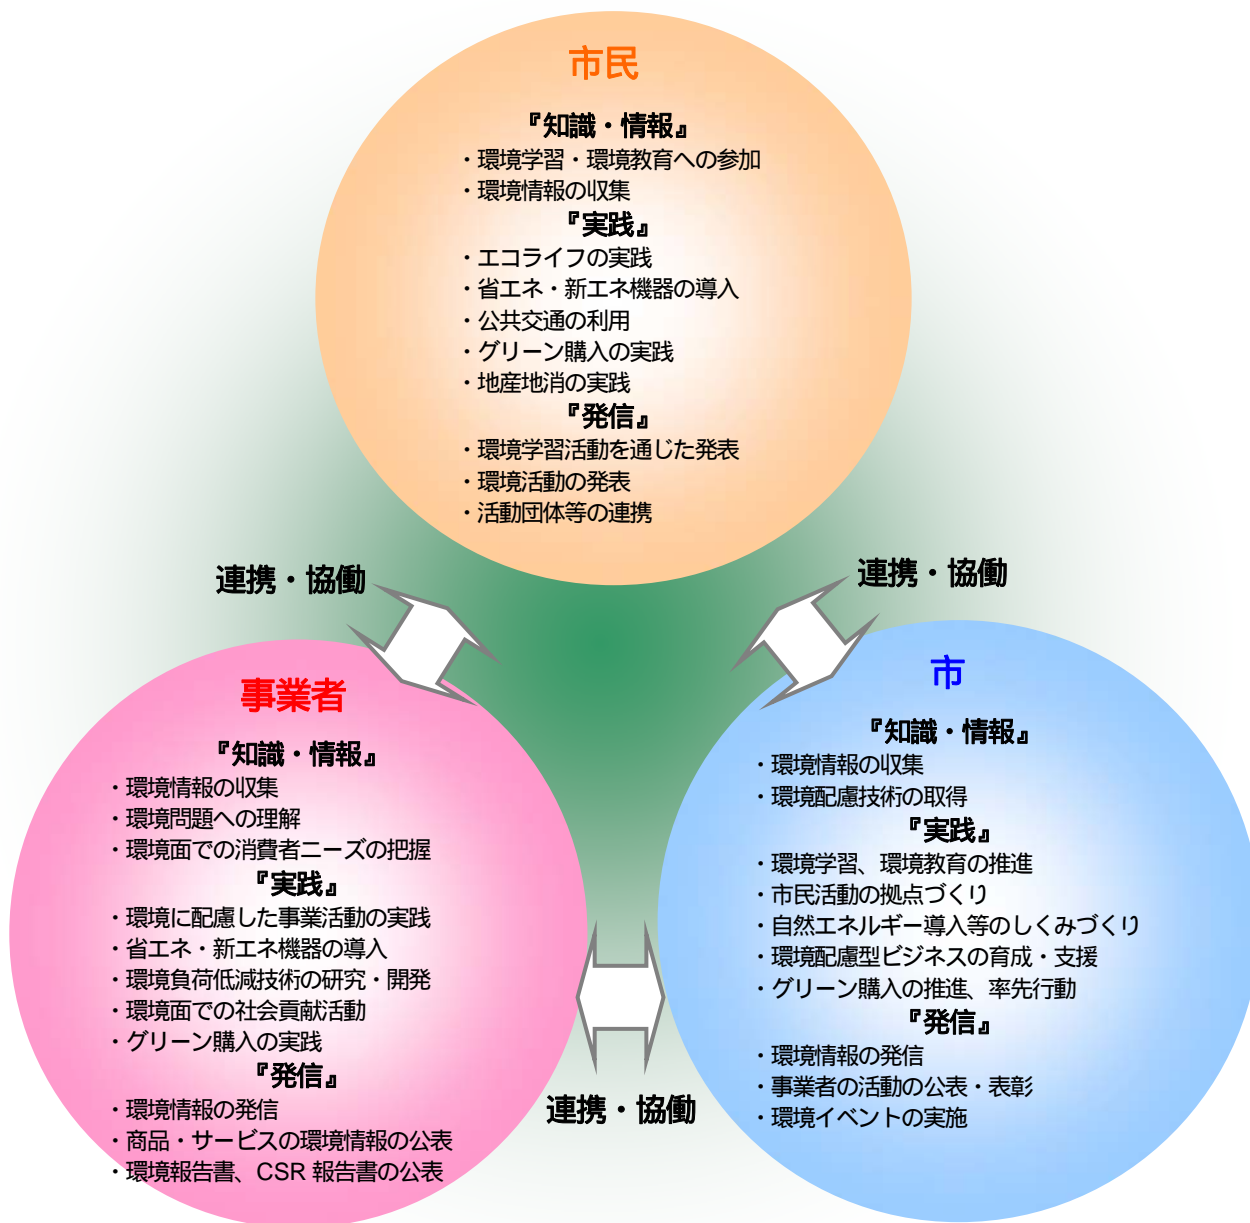 市民
『知識・情報』
・環境学習・環境教育への参加
・環境情報の収集
『実践』
・エコライフの実践
・省エネ・新エネ機器の導入
・公共交通の利用
・グリーン購入の実践
・地産地消の実践
『発信』
・環境学習活動を通じた発表
・環境活動の発表
・活動団体等の連携
連携・協働
連携・協働
事業者
『知識・情報』
・環境情報の収集
・環境問題への理解
・環境面での消費者ニーズの把握
『実践』
・環境に配慮した事業活動の実践
・省エネ・新エネ機器の導入
・環境負荷低減技術の研究・開発
・環境面での社会貢献活動
・グリーン購入の実践
『発信』
・環境情報の発信
・商品・サービスの環境情報の公表
・環境報告書、CSR 報告書の公表
市
『知識・情報』
・環境情報の収集
・環境配慮技術の取得
『実践』
・環境学習、環境教育の推進
・市民活動の拠点づくり
・自然エネルギー導入等のしくみづくり
・環境配慮型ビジネスの育成・支援
・グリーン購入の推進、率先行動
『発信』
・環境情報の発信
・事業者の活動の公表・表彰
・環境イベントの実施
連携・協働